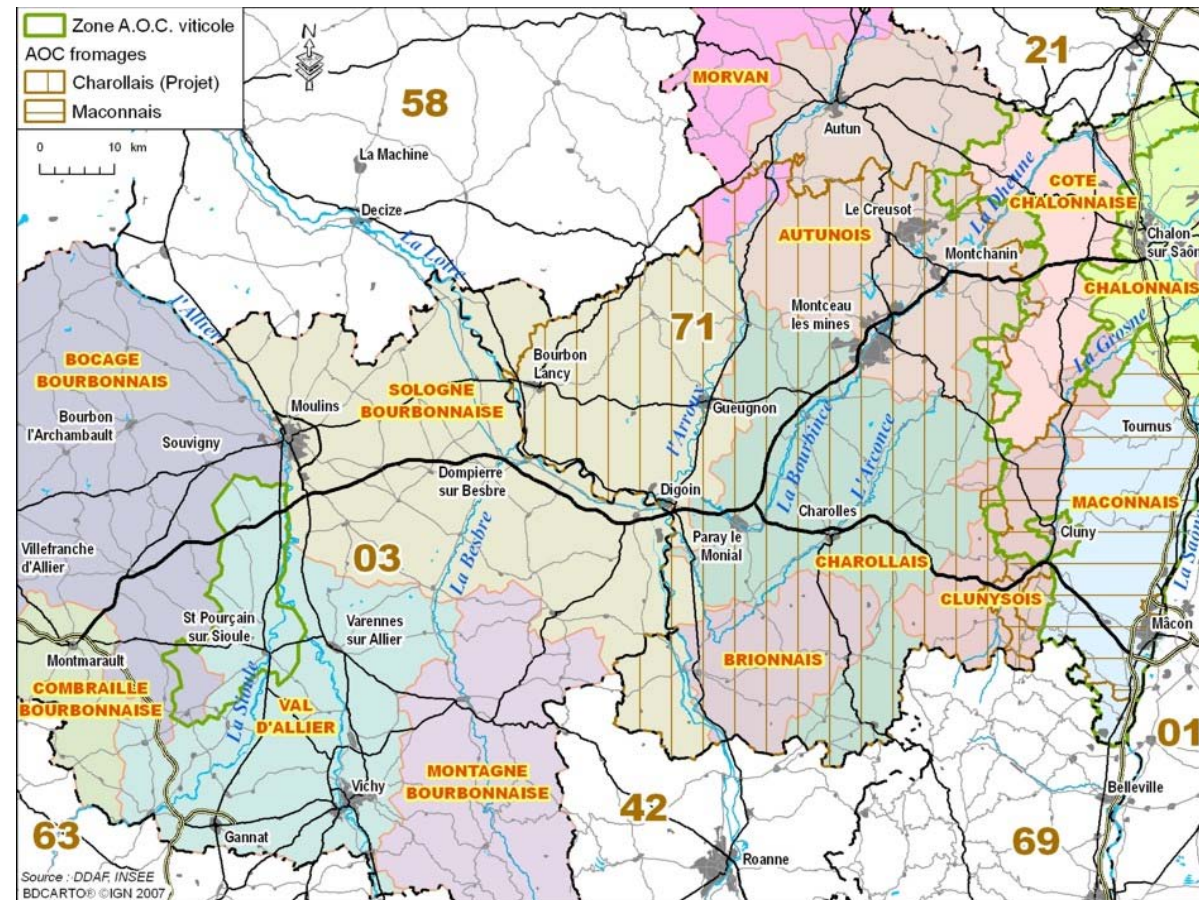 Zone A.O.C. viticole
AOC fromages
Charollais (Projet)
Maconnais
0 10 km
N
58
21
MORVAN
Autun
La Machine
Decize
La Loire
La Dheune
COTE
CHALONNAISE
Le Creusot
AUTUNOIS
Montchanin
Chalon
sur Saôn
CHALONNAIS
l'Allier
71
Montceau
les mines
La Grosne
BOCAGE
BOURBONNAIS
Bourbon
Lancy
SOLOGNE
BOURBONNAISE
Moulins
Bourbon
l'Archambault
Souvigny
l'Arroux
Gueugnon
La Bourbince
L'Arconce
Tournus
Dompierre
sur Besbre
Digoin
Charolles
MACONNAIS
Cluny
Villefranche
d'Allier
03
La Besbre
Paray le
Monial
CHAROLLAIS
CLUNYSOIS
La Saône
Mâcon
St Pourçain
sur Sioule
Varennes
sur Allier
Montmarault
BRIONNAIS
COMBRAILLE
BOURBONNAISE
La Sioule
VAL
D'ALLIER
01
MONTAGNE
BOURBONNAISE
Vichy
Belleville
42
63
Gannat
69
Roanne
Source : DDAF, INSEE
BDCARTO® ©IGN 2007